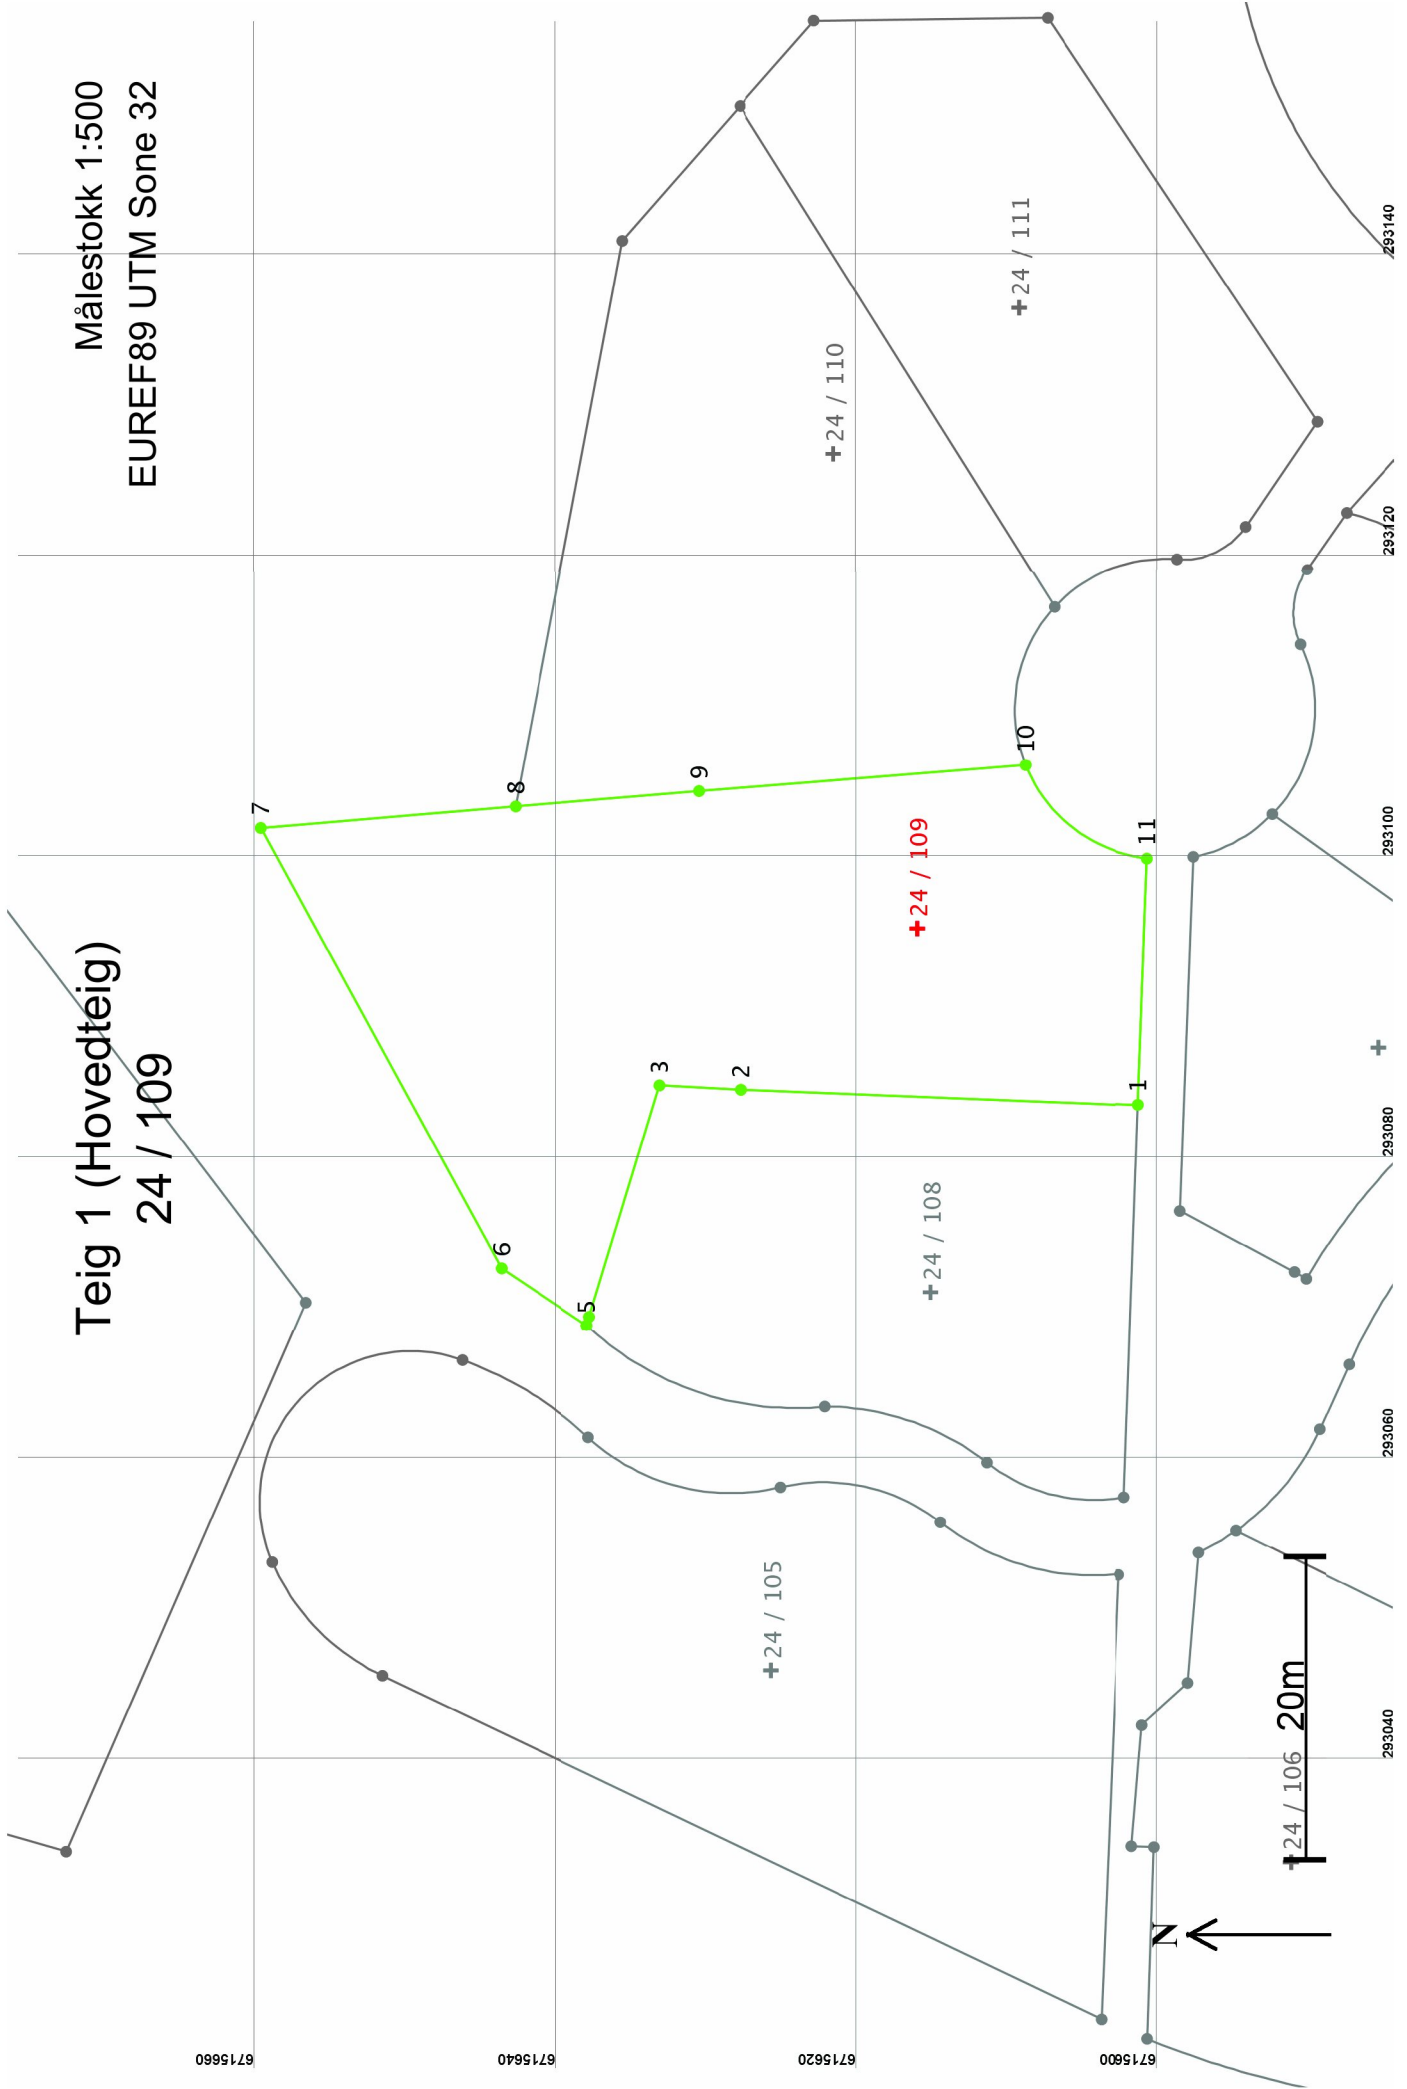 Målestokk 1:500
EUREF89 UTM Sone 32
Teig 1 (Hovedteig)
24 / 109
7
8
9
10
11
6
5
3
2
1
+24 / 110
+24 / 111
+24 / 109
+24 / 108
+24 / 105
+24 / 106
20m
N
293040
293060
293080
293100
293120
293140
6715660
6715640
6715620
6715600